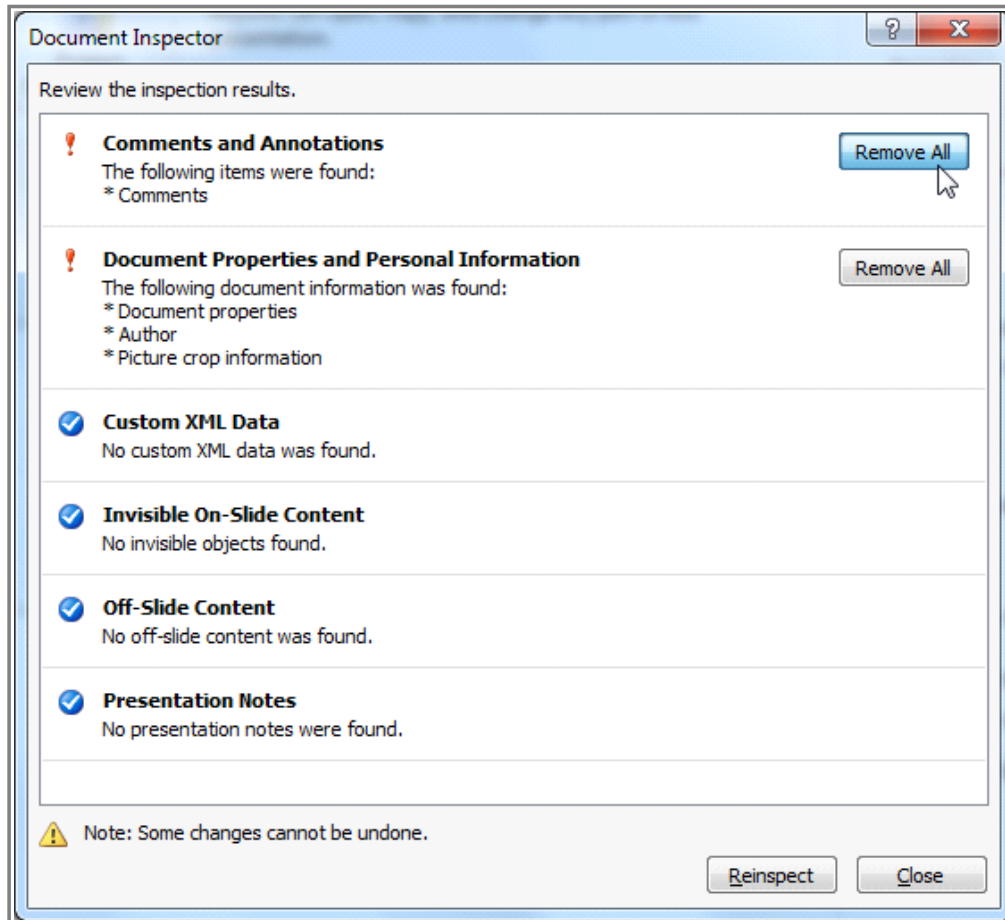 Document Inspector
Review the inspection results.
Comments and Annotations
Remove All
The following items were found:
* Comments
Document Properties and Personal Information
Remove All
The following document information was found:
* Document properties
* Author
* Picture crop information
Custom XML Data
No custom XML data was found.
Invisible On-Slide Content
No invisible objects found.
Off-Slide Content
No off-slide content was found.
Presentation Notes
No presentation notes were found.
Note: Some changes cannot be undone.
Reinspect
Close